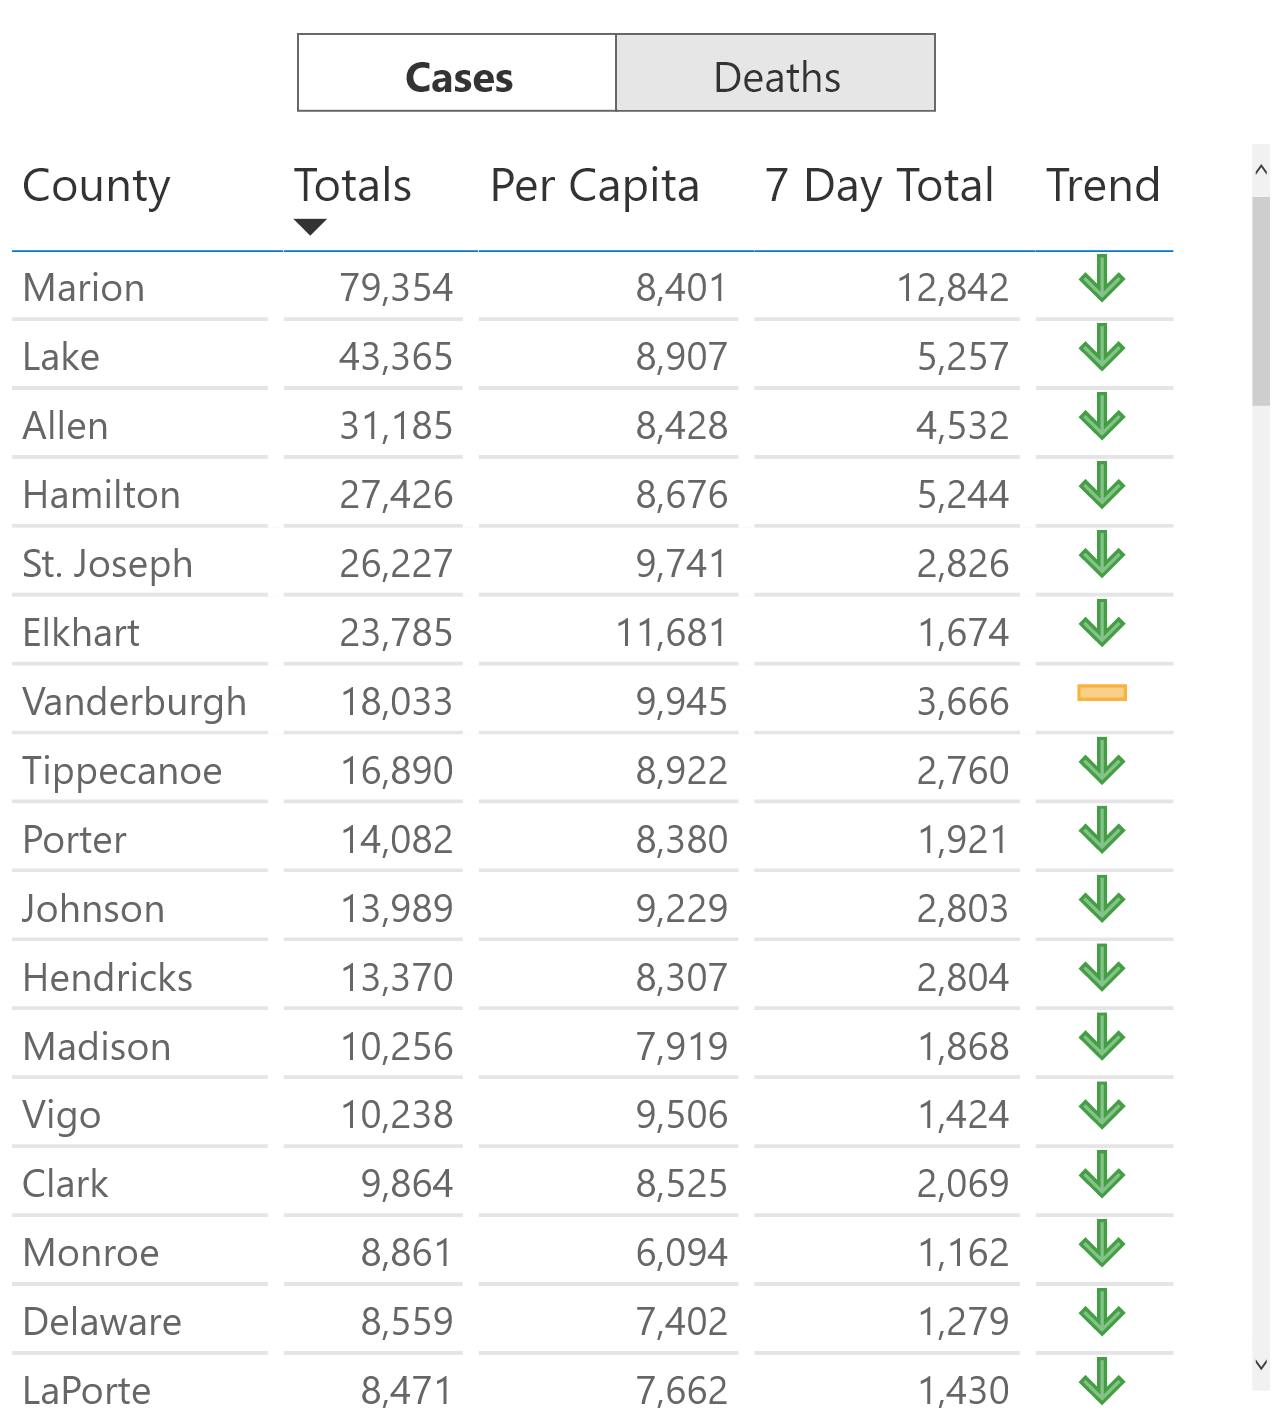 Cases Deaths
County Totals Per Capita 7 Day Total Trend
Marion 79,354 8,401 12,842
Lake 43,365 8,907 5,257
Allen 31,185 8,428 4,532
Hamilton 27,426 8,676 5,244
St. Joseph 26,227 9,741 2,826
Elkhart 23,785 11,681 1,674
Vanderburgh 18,033 9,945 3,666
Tippecanoe 16,890 8,922 2,760
Porter 14,082 8,380 1,921
Johnson 13,989 9,229 2,803
Hendricks 13,370 8,307 2,804
Madison 10,256 7,919 1,868
Vigo 10,238 9,506 1,424
Clark 9,864 8,525 2,069
Monroe 8,861 6,094 1,162
Delaware 8,559 7,402 1,279
LaPorte 8,471 7,662 1,430